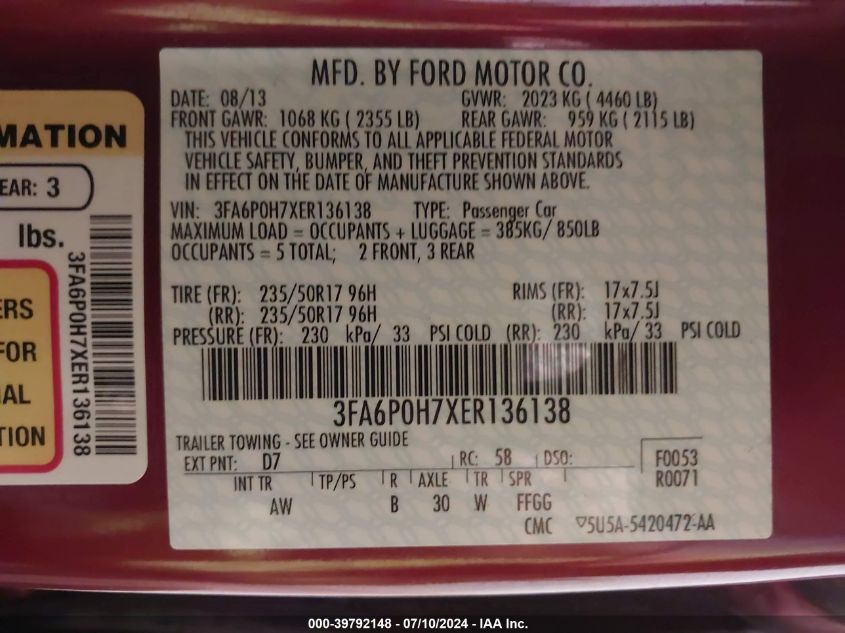 MFD. BY FORD MOTOR CO.
DATE: 08/13 GVWR: 2023 KG ( 4460 LB)
FRONT GAWR: 1068 KG ( 2355 LB) REAR GAWR: 959 KG ( 2115 LB)
THIS VEHICLE CONFORMS TO ALL APPLICABLE FEDERAL MOTOR
VEHICLE SAFETY, BUMPER, AND THEFT PREVENTION STANDARDS
IN EFFECT ON THE DATE OF MANUFACTURE SHOWN ABOVE.
VIN: 3FA6P0H7XER136138 TYPE: Passenger Car
MAXIMUM LOAD = OCCUPANTS + LUGGAGE = 385KG/ 850LB
OCCUPANTS = 5 TOTAL; 2 FRONT, 3 REAR
TIRE (FR): 235/50R17 96H RIMS (FR): 17x7.5J
(RR): 235/50R17 96H (RR): 17x7.5J
PRESSURE (FR): 230 kPa/ 33 PSI COLD (RR): 230 kPa/ 33 PSI COLD
3FA6P0H7XER136138
TRAILER TOWING - SEE OWNER GUIDE
EXT PNT: D7 RC: 58 DSO: F0053
INT TR TP/PS R AXLE TR SPR R0071
AW B 30 W FFGG
CMC ▽5U5A-5420472-AA
MATION
EAR: 3
lbs.
3FA6P0H7XER136138
ERS
FOR
AL
TION
000-39792148 - 07/10/2024 - IAA Inc.